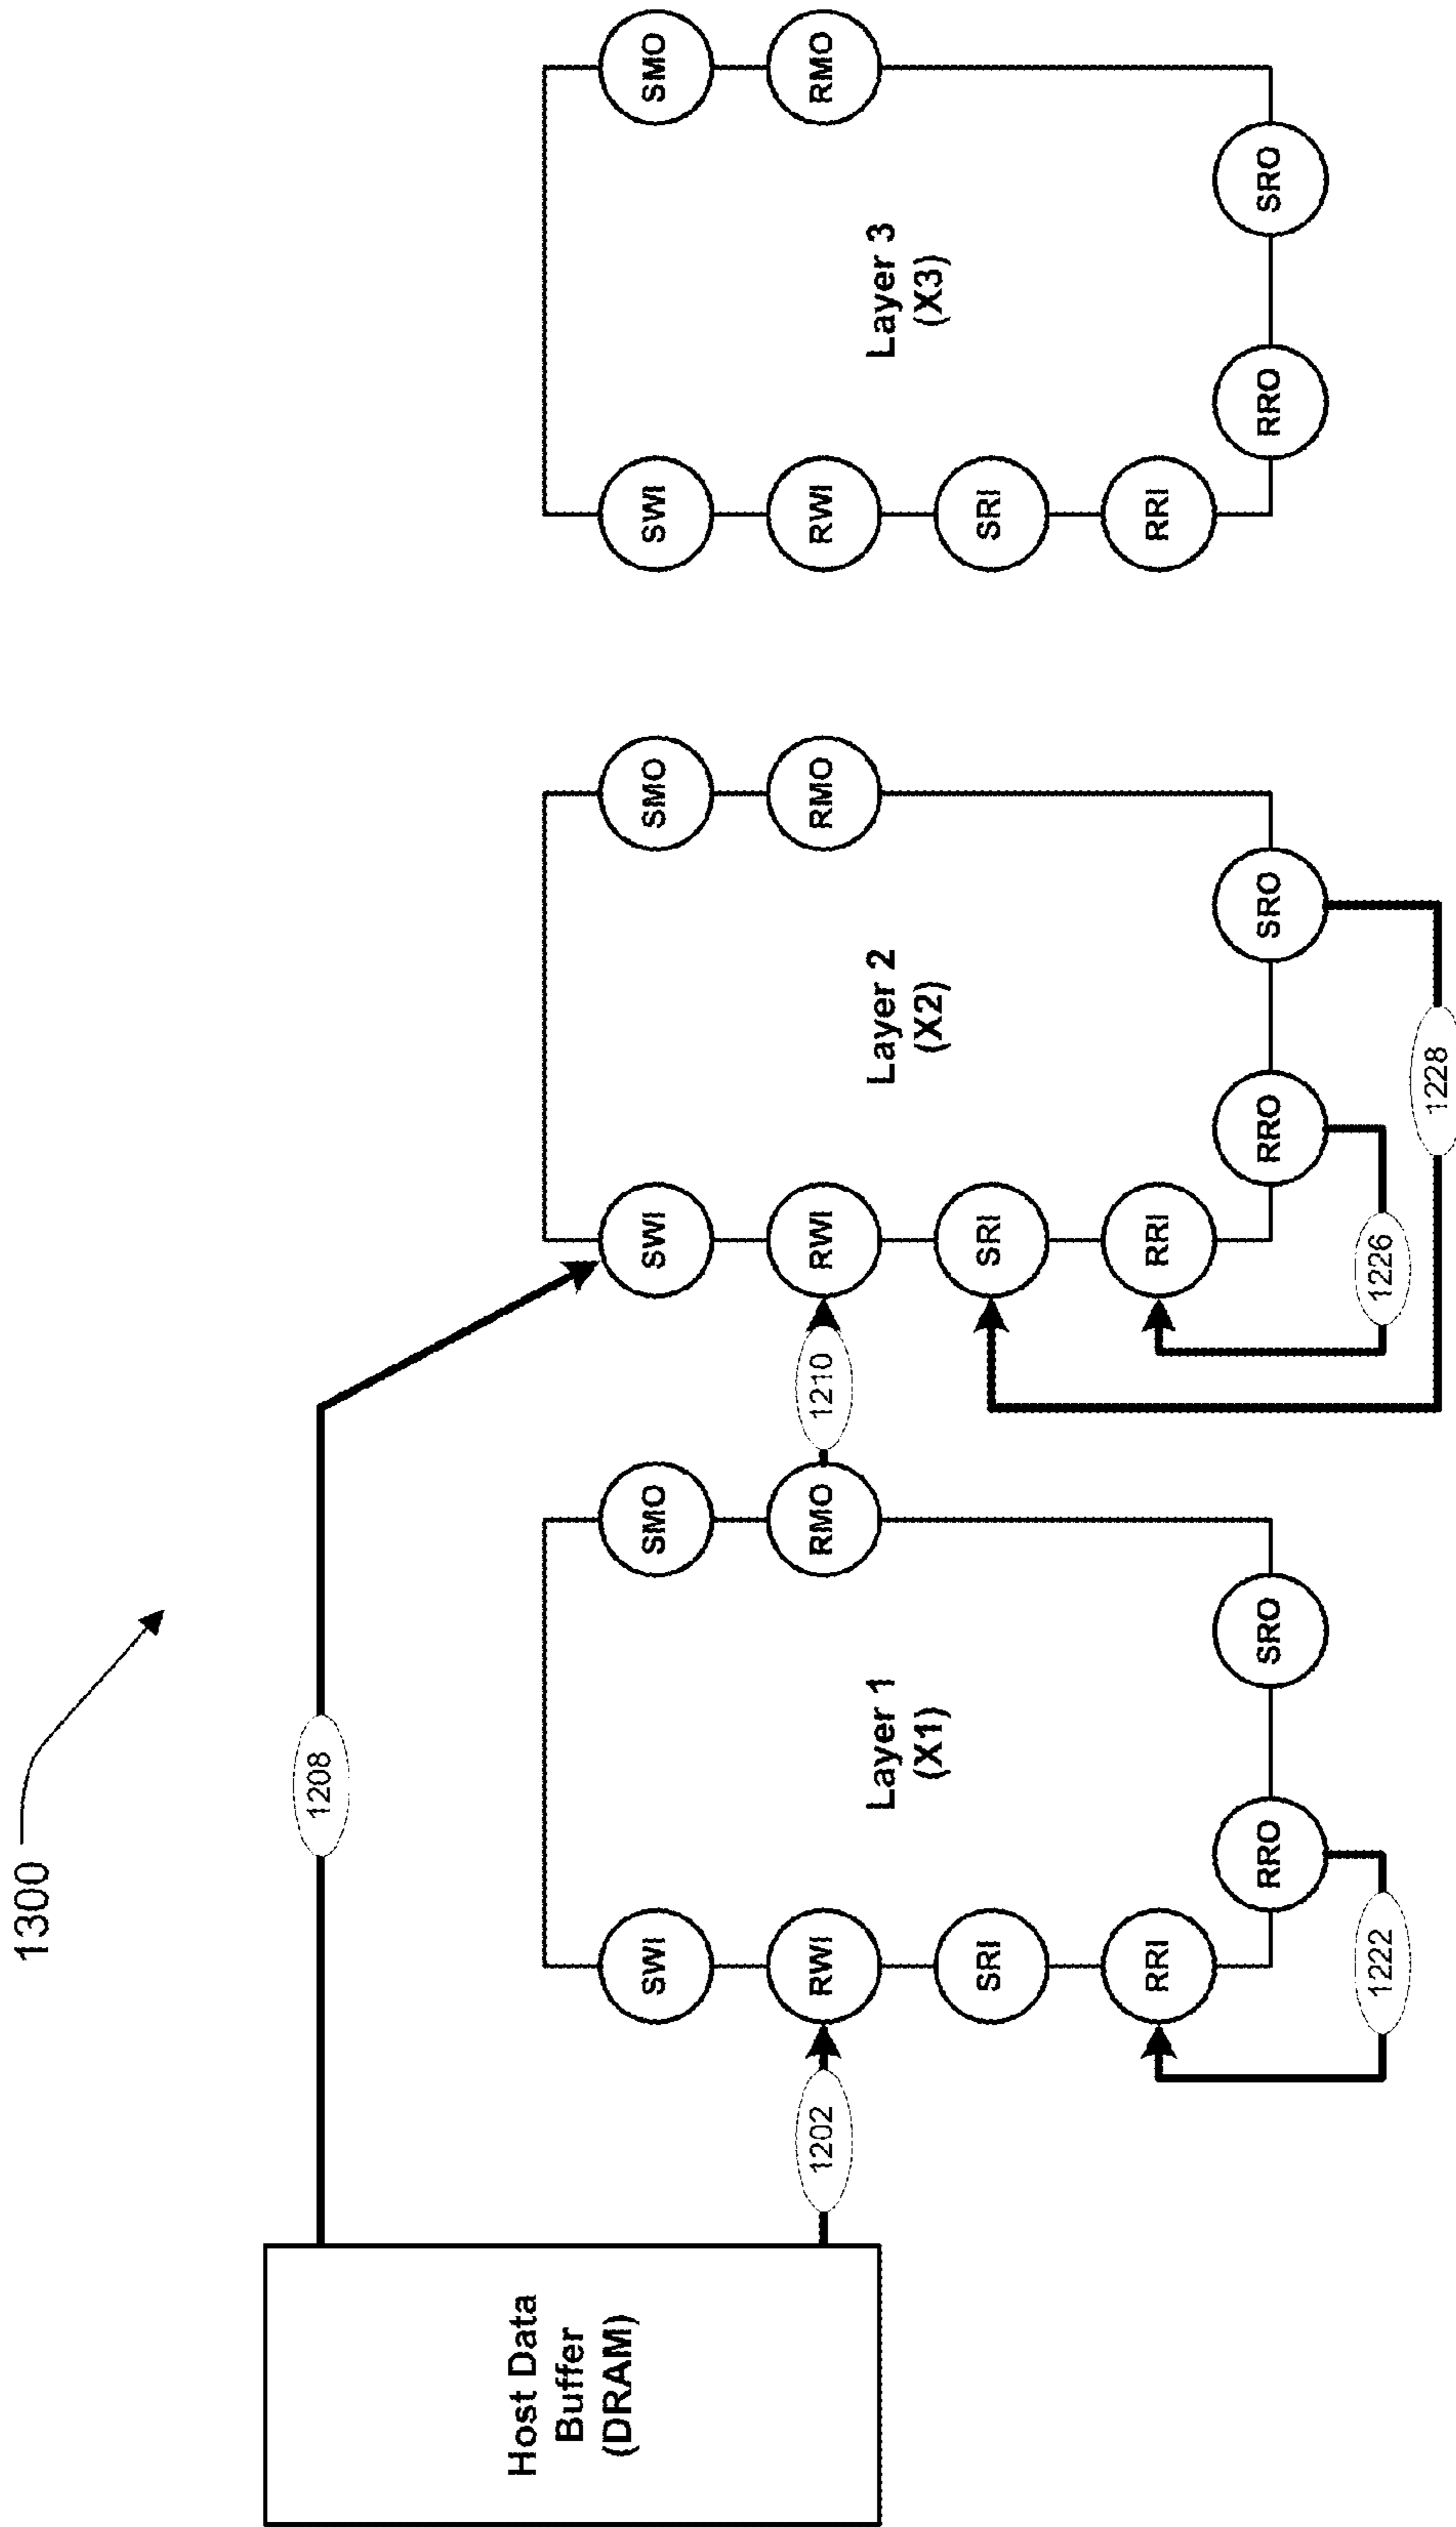 1300
Host Data
Buffer
(DRAM)
1208
1202
SWI
RWI
SRI
RRI
SMO
RMO
Layer 1
(X1)
RRO
SRO
1222
1210
SWI
RWI
SRI
RRI
SMO
RMO
Layer 2
(X2)
RRO
SRO
1226
1228
SWI
RWI
SRI
RRI
SMO
RMO
Layer 3
(X3)
RRO
SRO